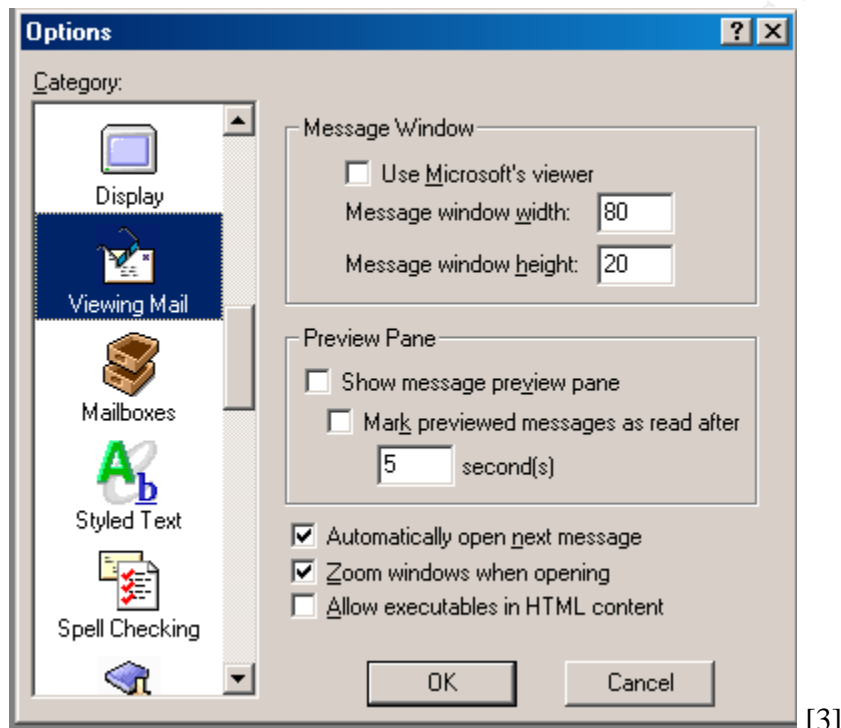 Options
Category:
Display
Viewing Mail
Mailboxes
Styled Text
Spell Checking
Message Window
Use Microsoft's viewer
Message window width: 80
Message window height: 20
Preview Pane
Show message preview pane
Mark previewed messages as read after
5 second(s)
Automatically open next message
Zoom windows when opening
Allow executables in HTML content
OK Cancel
[3]